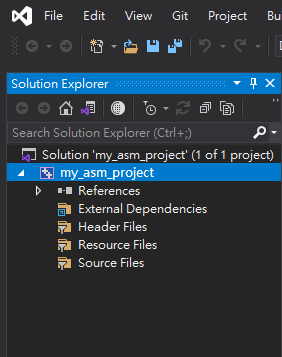 File Edit View Git Project
Solution Explorer
Search Solution Explorer (Ctrl+;)
Solution 'my_asm_project' (1 of 1 project)
my_asm_project
References
External Dependencies
Header Files
Resource Files
Source Files